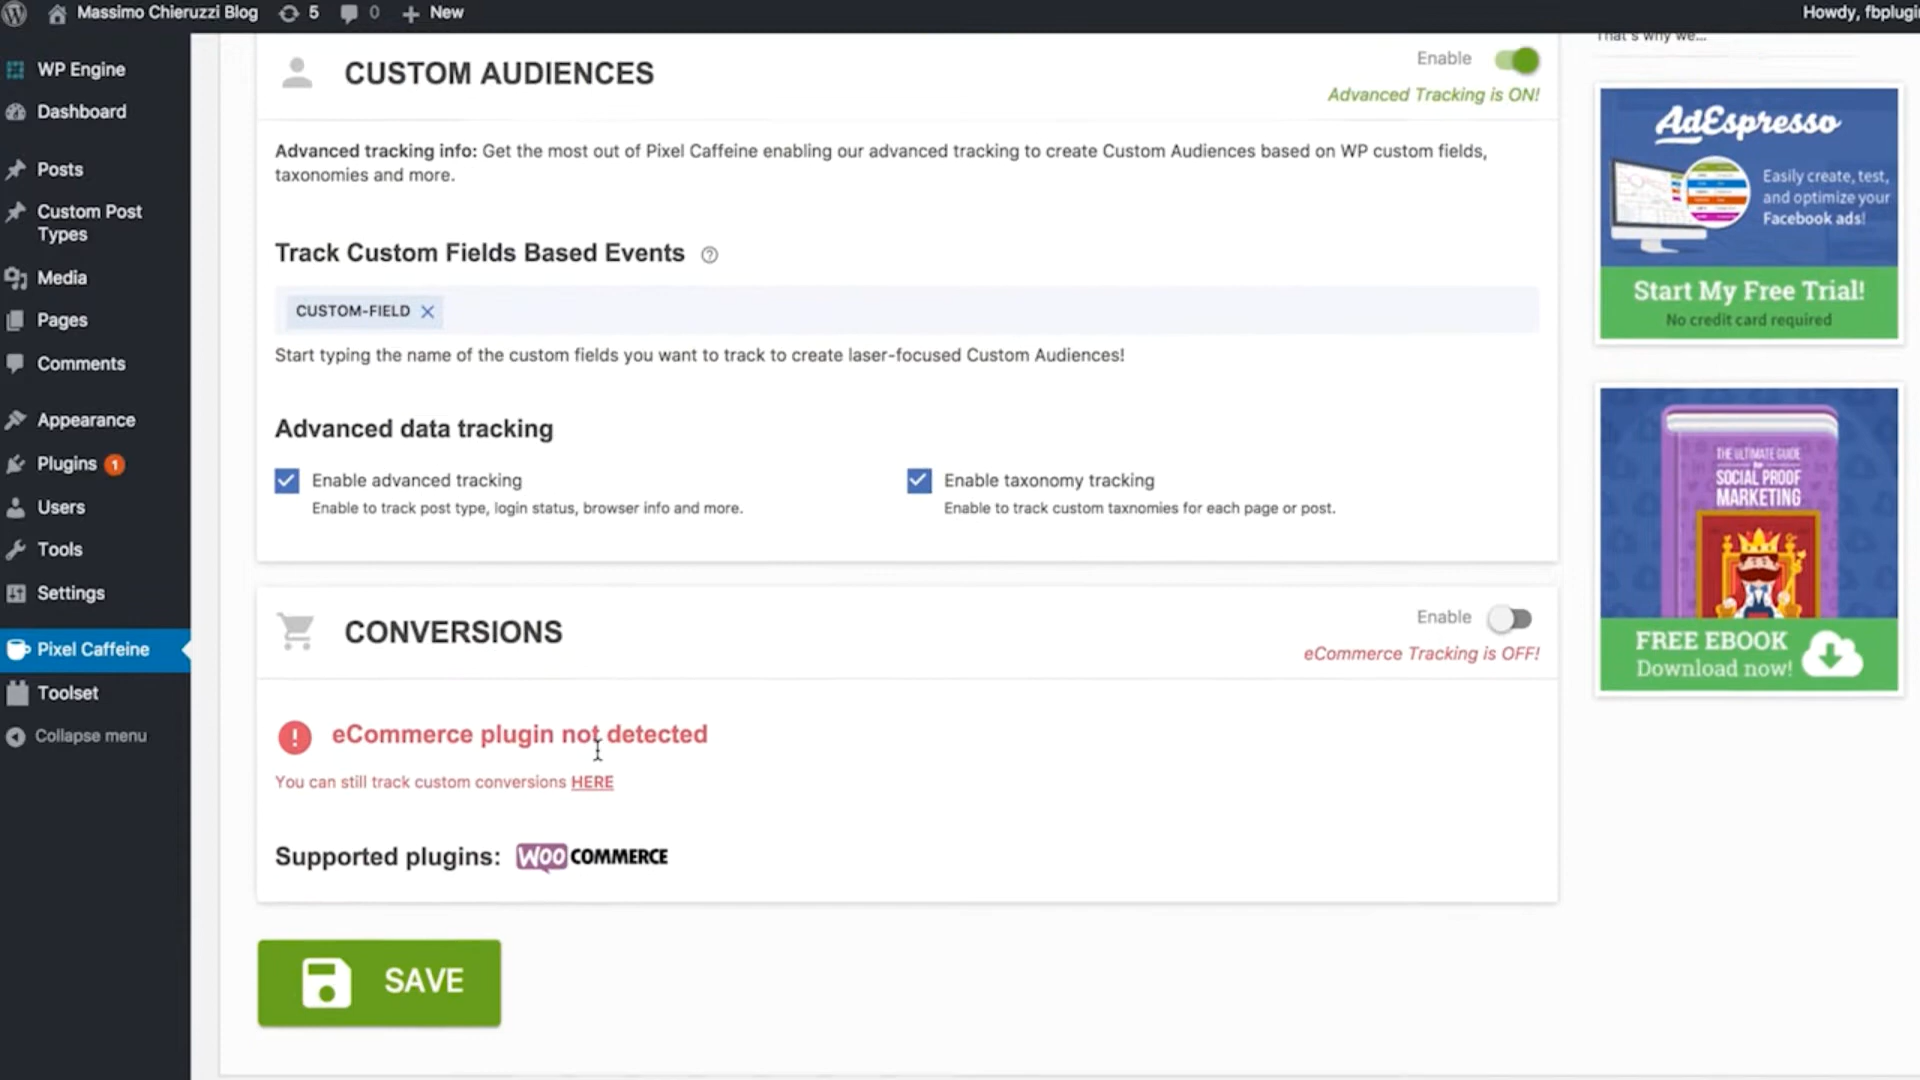 Massimo Chieruzzi Blog 5 0 + New
Howdy, fbplugin
WP Engine
Dashboard
Posts
Custom Post
Types
Media
Pages
Comments
Appearance
Plugins 1
Users
Tools
Settings
Pixel Caffeine
Toolset
Collapse menu
CUSTOM AUDIENCES
Enable
Advanced Tracking is ON!
Advanced tracking info: Get the most out of Pixel Caffeine enabling our advanced tracking to create Custom Audiences based on WP custom fields,
taxonomies and more.
Track Custom Fields Based Events ?
CUSTOM-FIELD X
Start typing the name of the custom fields you want to track to create laser-focused Custom Audiences!
Advanced data tracking
Enable advanced tracking
Enable to track post type, login status, browser info and more.
Enable taxonomy tracking
Enable to track custom taxnomies for each page or post.
CONVERSIONS
Enable
eCommerce Tracking is OFF!
! eCommerce plugin not detected
You can still track custom conversions HERE
Supported plugins: WOO COMMERCE
SAVE
That's why we...
AdEspresso
Easily create, test,
and optimize your
Facebook ads!
Start My Free Trial!
No credit card required
THE ULTIMATE GUIDE
SOCIAL PROOF
MARKETING
FREE EBOOK
Download now!